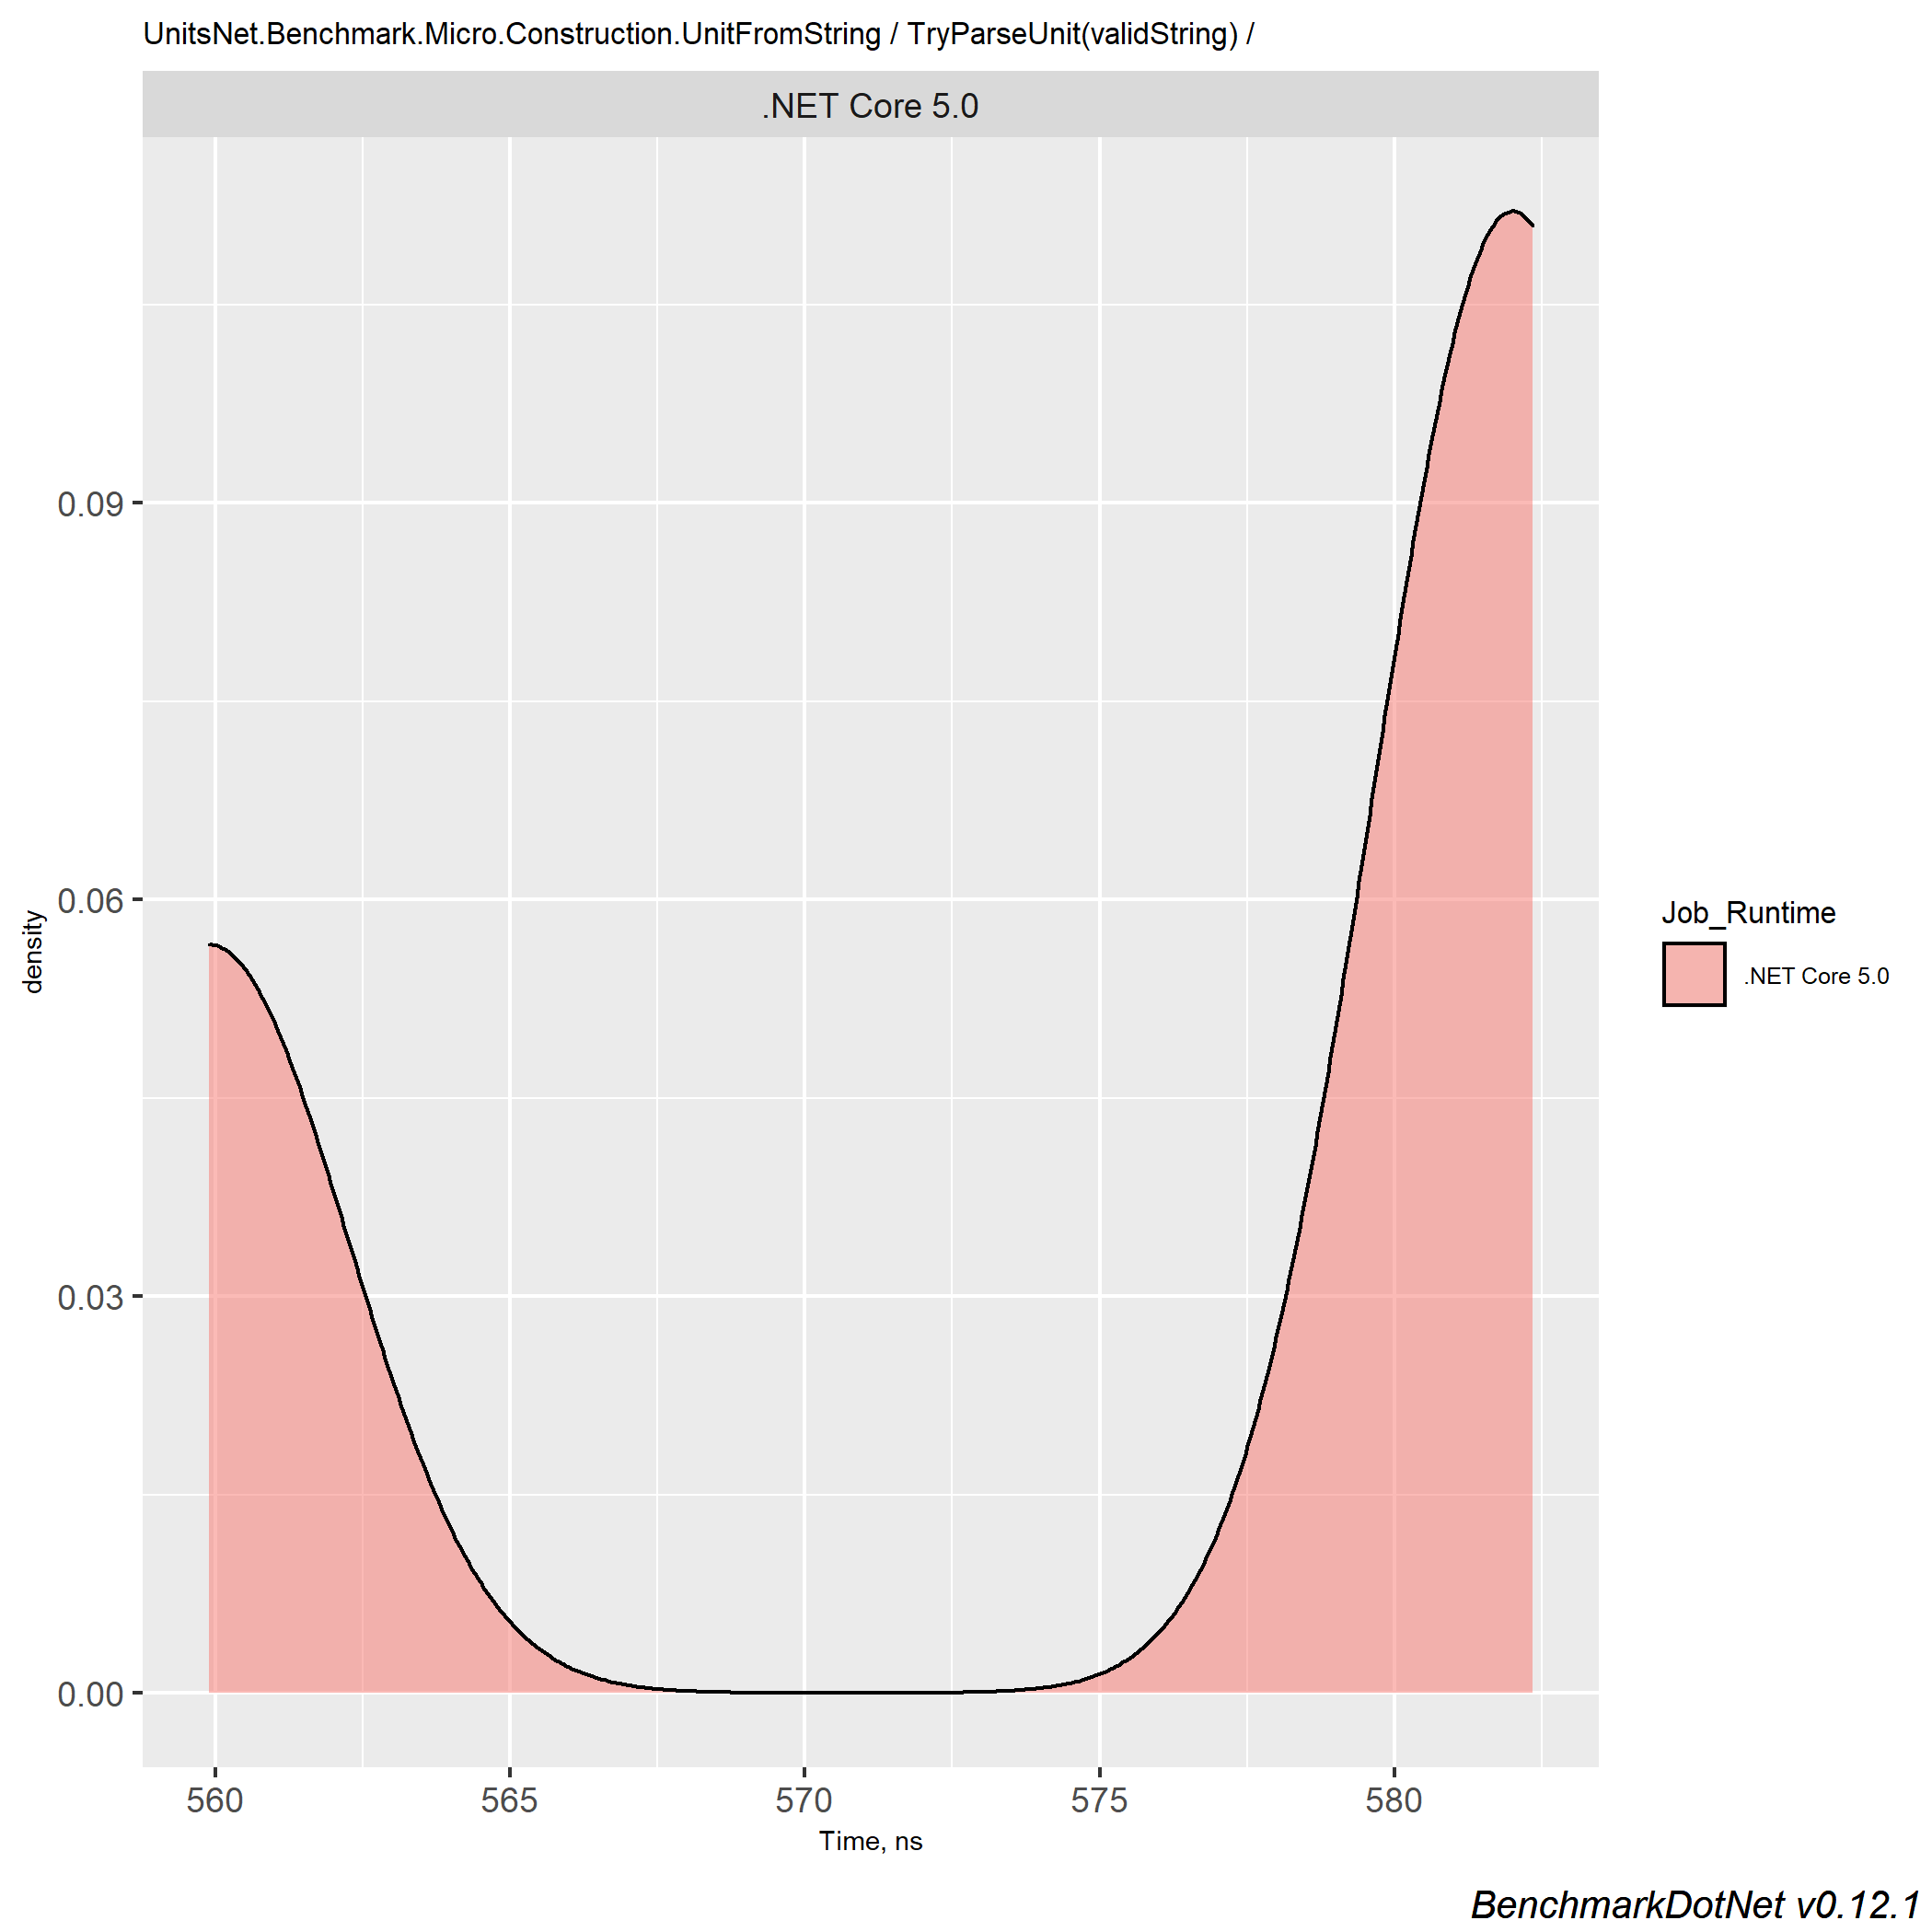 UnitsNet.Benchmark.Micro.Construction.UnitFromString / TryParseUnit(validString) /
.NET Core 5.0
0.09
0.06
0.03
0.00
density
560 565 570 575 580
Time, ns
Job_Runtime
.NET Core 5.0
BenchmarkDotNet v0.12.1